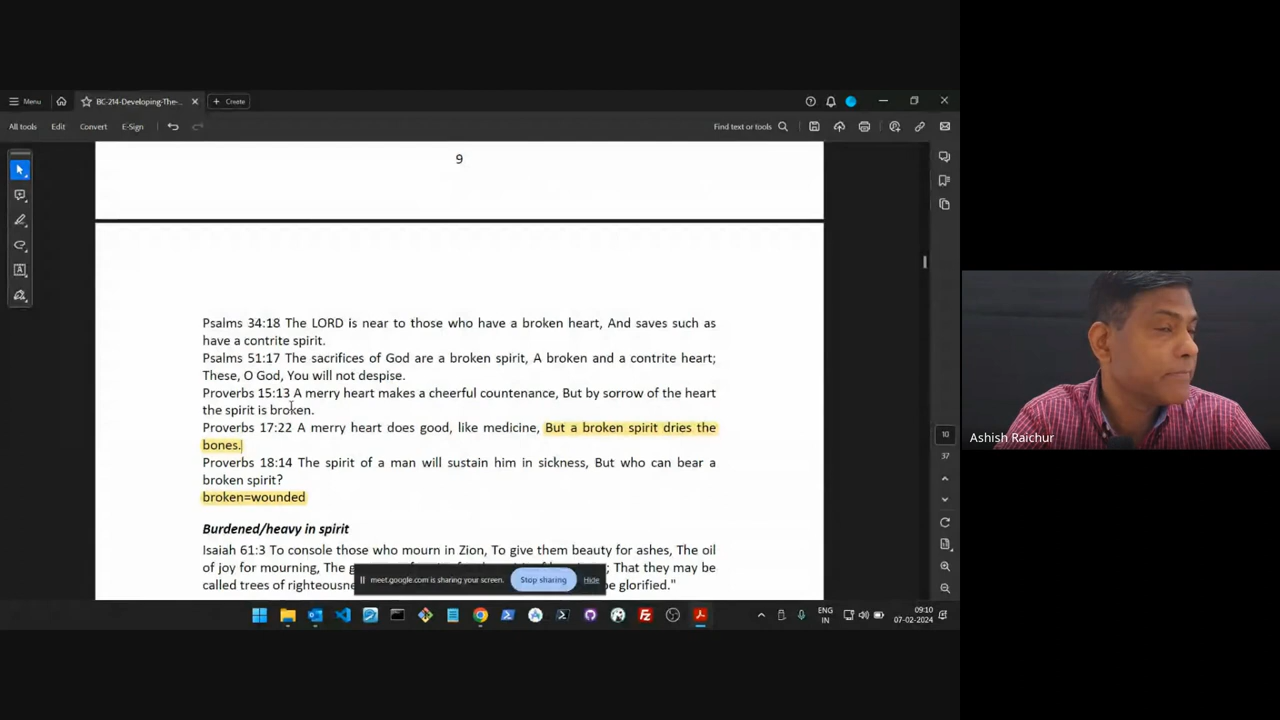 Menu
BC-214-Developing-The-...
Create
All tools
Edit
Convert
E-Sign
Find text or tools
9
Psalms 34:18 The LORD is near to those who have a broken heart, And saves such as
have a contrite spirit.
Psalms 51:17 The sacrifices of God are a broken spirit, A broken and a contrite heart;
These, O God, You will not despise.
Proverbs 15:13 A merry heart makes a cheerful countenance, But by sorrow of the heart
the spirit is broken.
Proverbs 17:22 A merry heart does good, like medicine, But a broken spirit dries the
bones.
Proverbs 18:14 The spirit of a man will sustain him in sickness, But who can bear a
broken spirit?
broken=wounded
Burdened/heavy in spirit
Isaiah 61:3 To console those who mourn in Zion, To give them beauty for ashes, The oil
of joy for mourning, The ; That they may be
called trees of be glorified."
meet.google.com is sharing your screen.
Stop sharing
Hide
10
37
Ashish Raichur
ENG
IN
09:10
07-02-2024